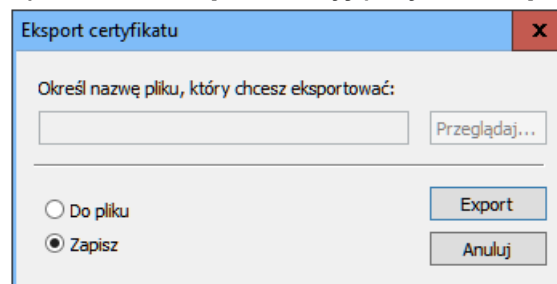 Eksport certyfikatu
x
Określ nazwę pliku, który chcesz eksportować:
Przeglądaj...
Do pliku
Export
Zapisz
Anuluj